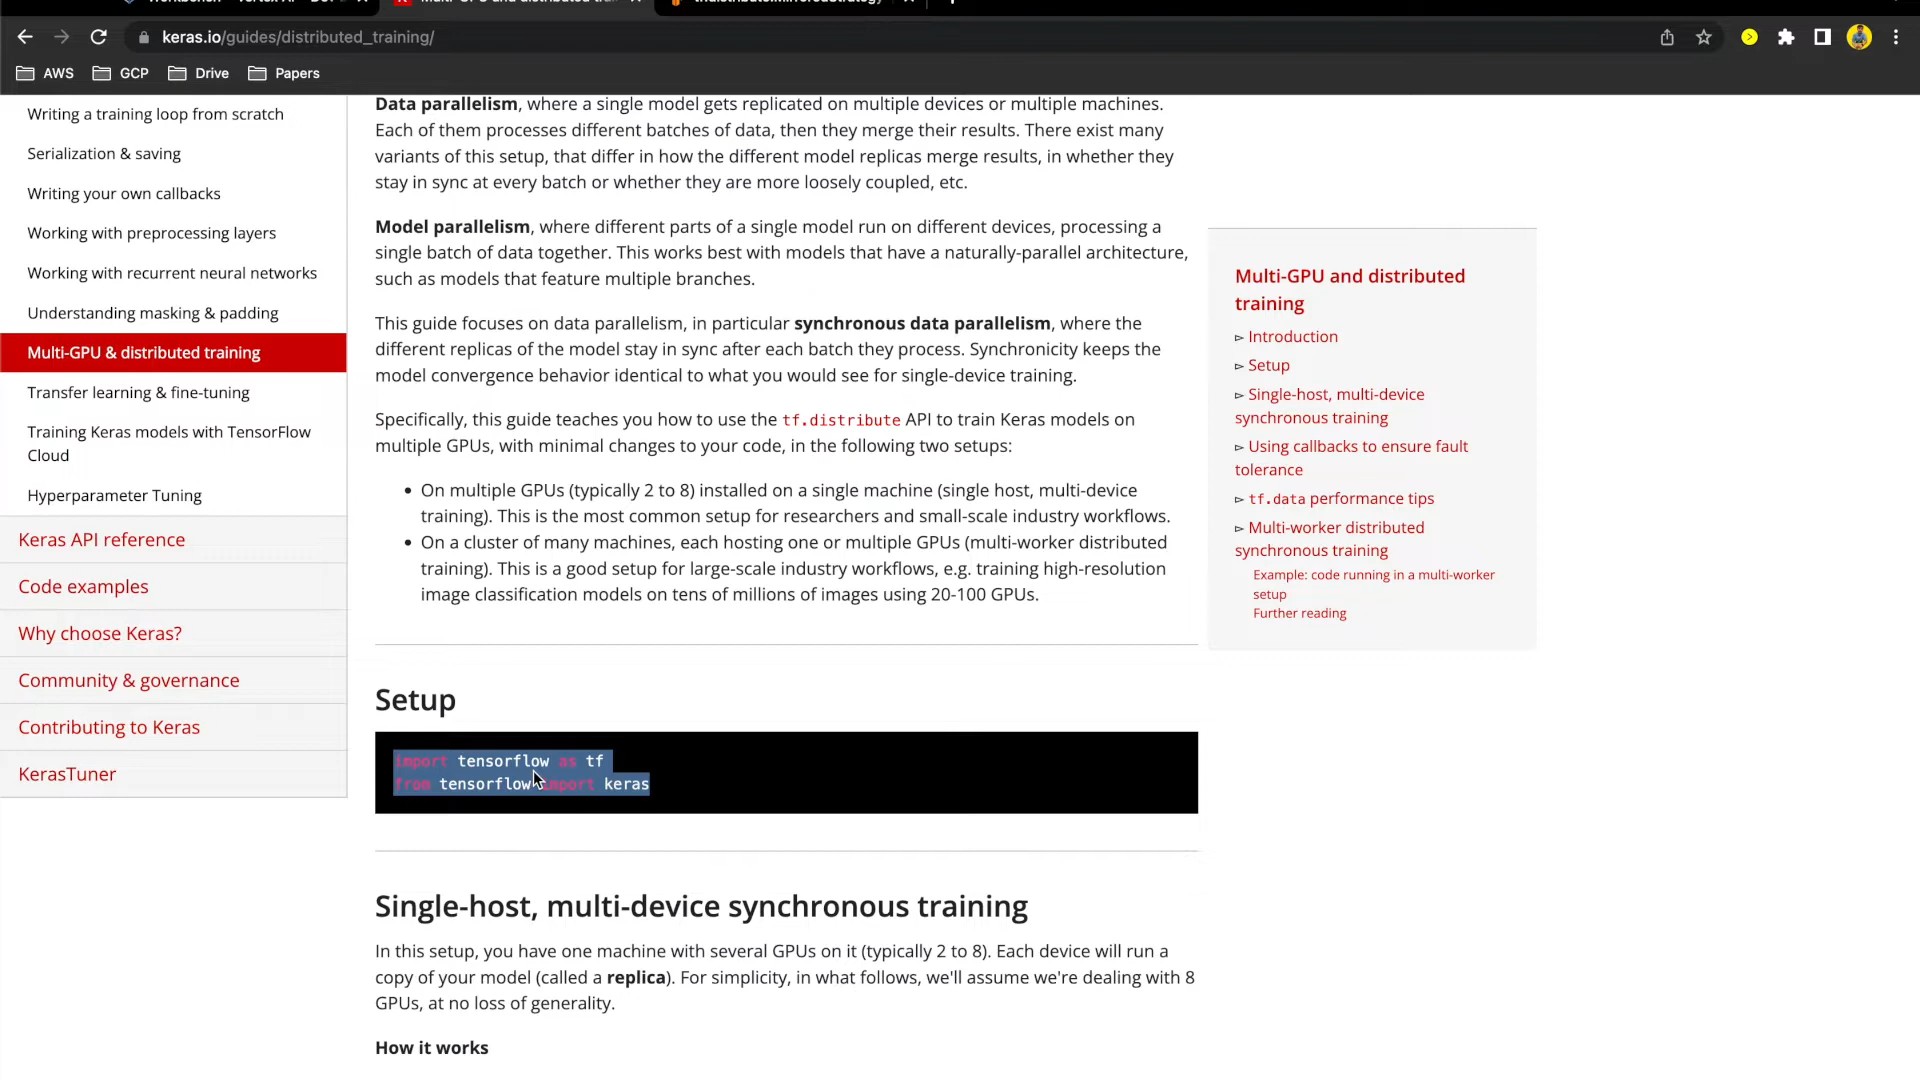 keras.io/guides/distributed_training/
AWS
GCP
Drive
Papers
Writing a training loop from scratch
Serialization & saving
Writing your own callbacks
Working with preprocessing layers
Working with recurrent neural networks
Understanding masking & padding
Multi-GPU & distributed training
Transfer learning & fine-tuning
Training Keras models with TensorFlow
Cloud
Hyperparameter Tuning
Keras API reference
Code examples
Why choose Keras?
Community & governance
Contributing to Keras
KerasTuner
Data parallelism, where a single model gets replicated on multiple devices or multiple machines.
Each of them processes different batches of data, then they merge their results. There exist many
variants of this setup, that differ in how the different model replicas merge results, in whether they
stay in sync at every batch or whether they are more loosely coupled, etc.
Model parallelism, where different parts of a single model run on different devices, processing a
single batch of data together. This works best with models that have a naturally-parallel architecture,
such as models that feature multiple branches.
This guide focuses on data parallelism, in particular synchronous data parallelism, where the
different replicas of the model stay in sync after each batch they process. Synchronicity keeps the
model convergence behavior identical to what you would see for single-device training.
Specifically, this guide teaches you how to use the tf.distribute API to train Keras models on
multiple GPUs, with minimal changes to your code, in the following two setups:
• On multiple GPUs (typically 2 to 8) installed on a single machine (single host, multi-device
training). This is the most common setup for researchers and small-scale industry workflows.
• On a cluster of many machines, each hosting one or multiple GPUs (multi-worker distributed
training). This is a good setup for large-scale industry workflows, e.g. training high-resolution
image classification models on tens of millions of images using 20-100 GPUs.
Setup
import tensorflow as tf
from tensorflow import keras
Single-host, multi-device synchronous training
In this setup, you have one machine with several GPUs on it (typically 2 to 8). Each device will run a
copy of your model (called a replica). For simplicity, in what follows, we'll assume we're dealing with 8
GPUs, at no loss of generality.
How it works
Multi-GPU and distributed
training
▻ Introduction
▻ Setup
▻ Single-host, multi-device
synchronous training
▻ Using callbacks to ensure fault
tolerance
▻ tf.data performance tips
▻ Multi-worker distributed
synchronous training
Example: code running in a multi-worker
setup
Further reading